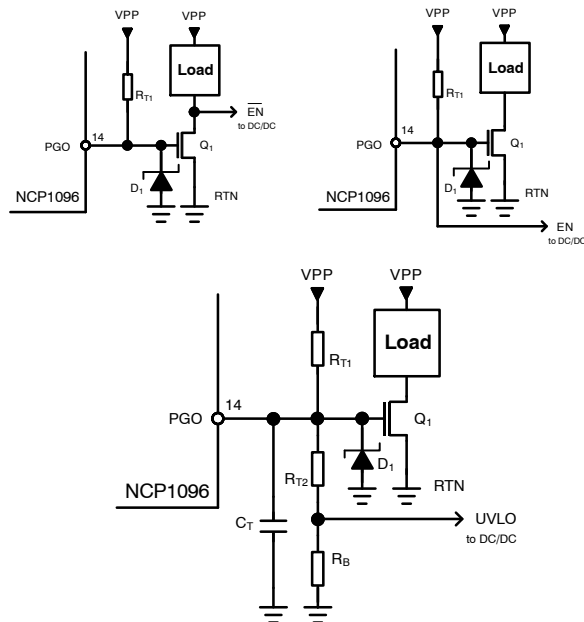 VPP
VPP
Load
R_T1
EN
to DC/DC
14
PGO
Q1
D1
NCP1096
RTN
VPP
VPP
Load
RT1
14
PGO
Q1
D1
NCP1096
RTN
EN
to DC/DC
VPP
VPP
Load
RT1
14
PGO
Q1
D1
RT2
NCP1096
RTN
UVLO
to DC/DC
CT
RB